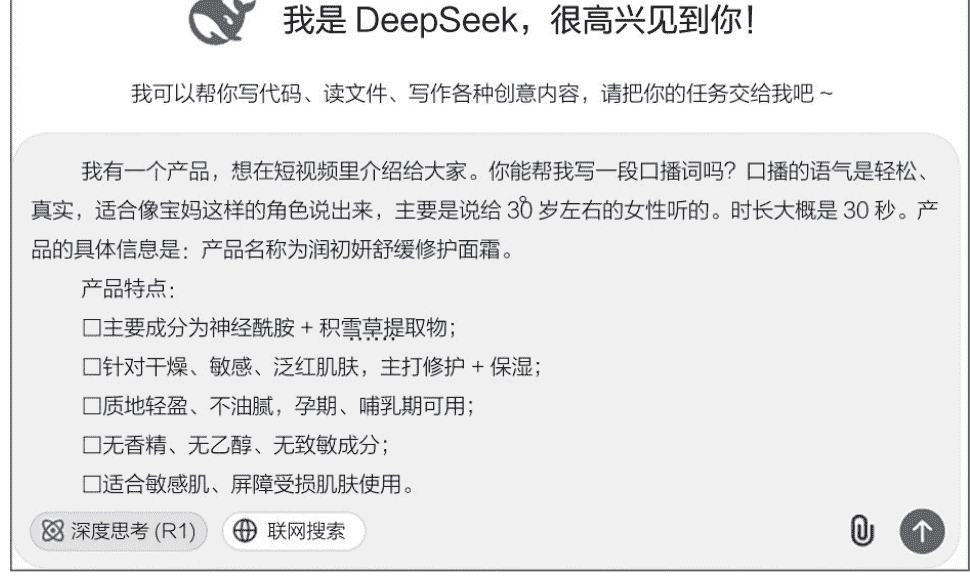 我是 DeepSeek，很高兴见到你！
我可以帮你写代码、读文件、写作各种创意内容，请把你的任务交给我吧 ~
我有一个产品，想在短视频里介绍给大家。你能帮我写一段口播词吗？口播的语气是轻松、
真实，适合像宝妈这样的角色说出来，主要是说给 30 岁左右的女性听的。时长大概是 30 秒。产
品的具体信息是：产品名称为润初妍舒缓修护面霜。
产品特点：
□主要成分为神经酰胺 + 积雪草提取物；
□针对干燥、敏感、泛红肌肤，主打修护 + 保湿；
□质地轻盈、不油腻，孕期、哺乳期可用；
□无香精、无乙醇、无致敏成分；
□适合敏感肌、屏障受损肌肤使用。
深度思考 (R1) 联网搜索